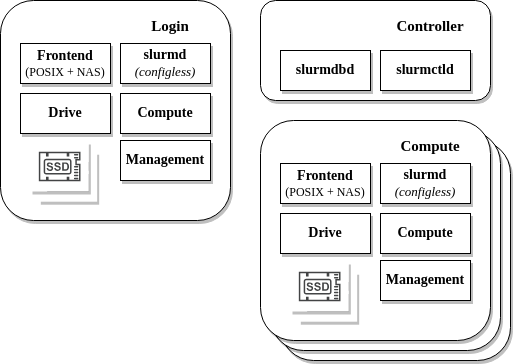 Login
Frontend
(POSIX + NAS)
slurmd
(configless)
Drive
Compute
SSD
Management
Controller
slurmdbd
slurmctld
Compute
Frontend
(POSIX + NAS)
slurmd
(configless)
Drive
Compute
SSD
Management